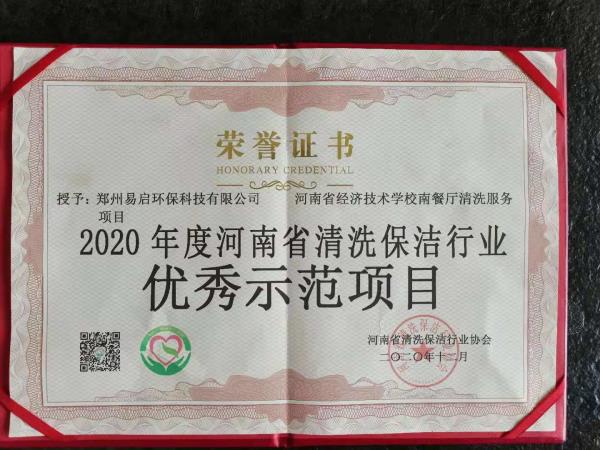 荣誉证书
HONORARY CREDENTIAL
授予：郑州易启环保科技有限公司 河南省经济技术学校南餐厅清洗服务
项目
2020 年度河南省清洗保洁行业
优秀示范项目
河南省清洗保洁行业协会
二〇二〇年十二月